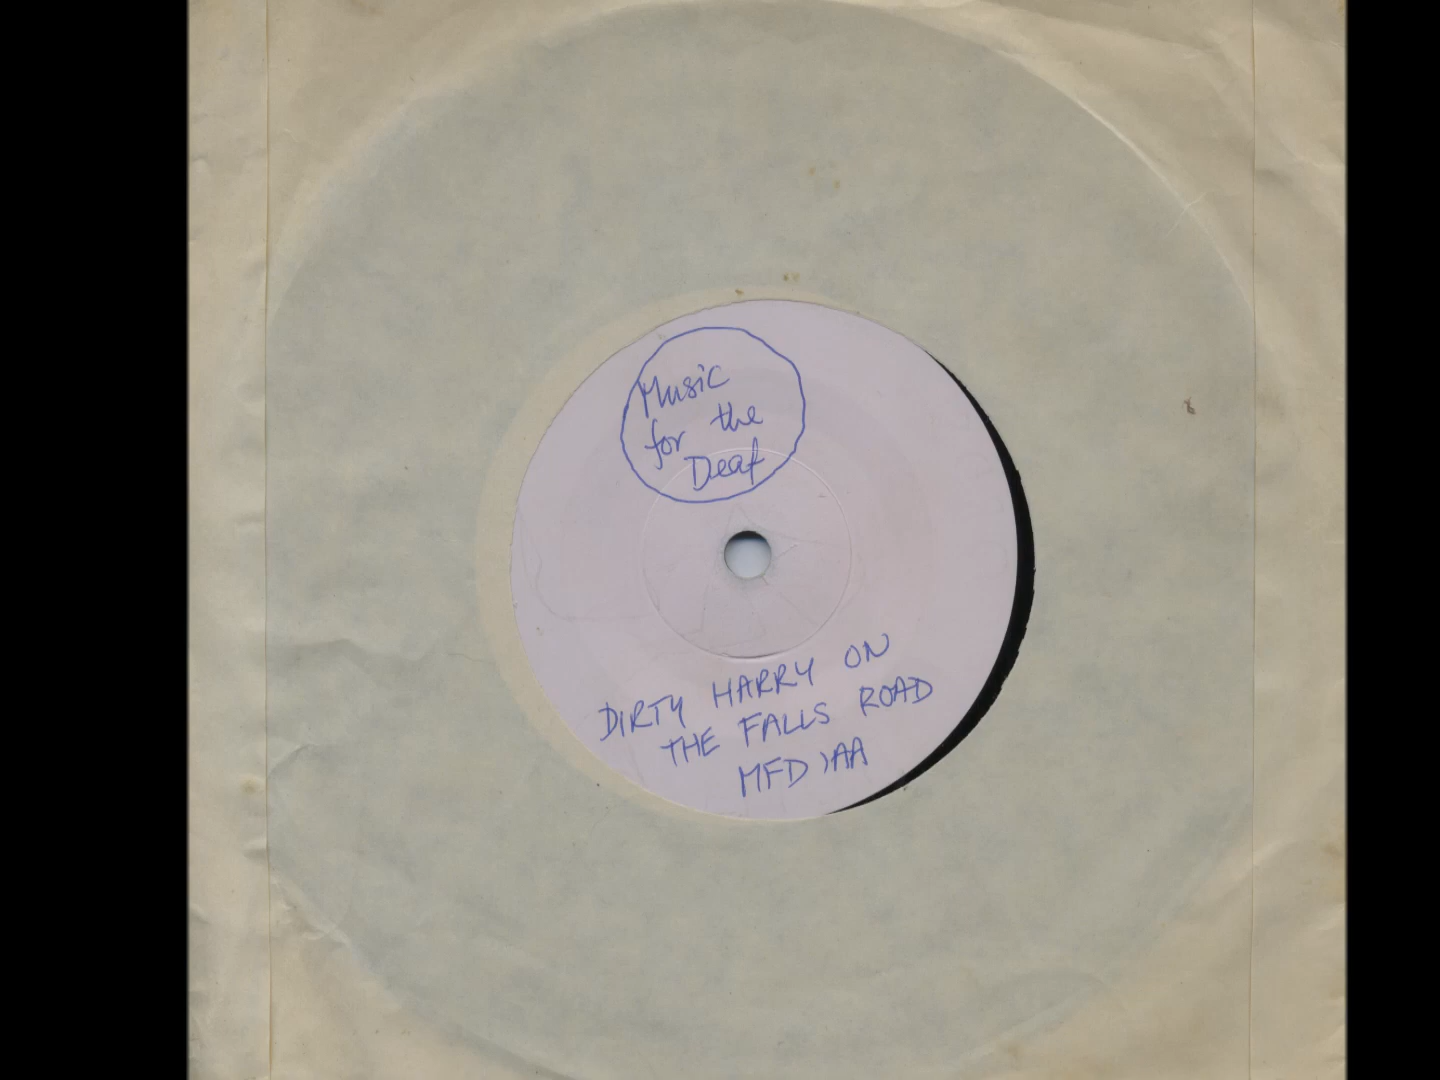 Music
for the
Deaf
DIRTY HARRY ON
THE FALLS ROAD
MFD 1AA